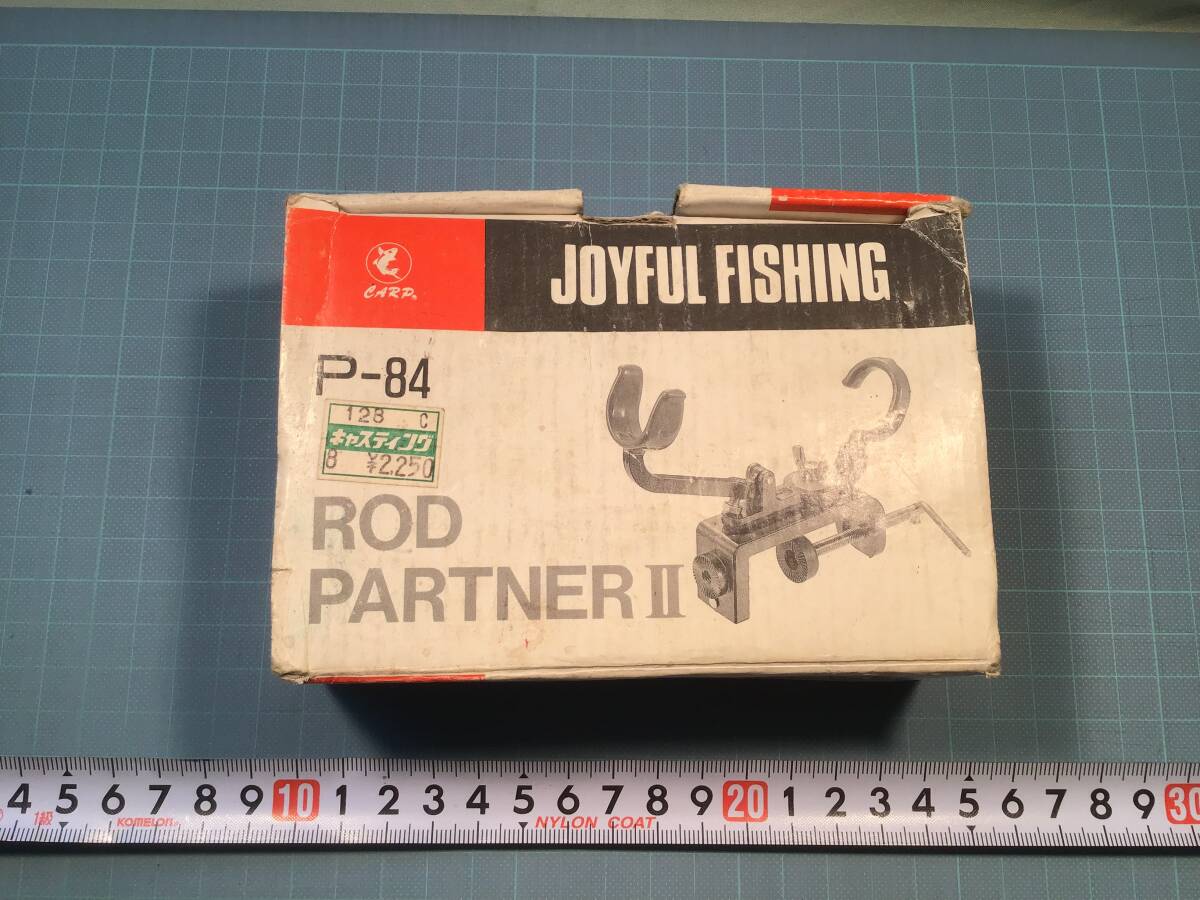 JOYFUL FISHING
CARP
P-84
128 C
キャスティング
8 ¥2,250
ROD
PARTNER II
4 5 6 7 8 9 10 1 2 3 4 5 6 7 8 9 20 1 2 3 4 5 6 7 8 9 30
1級 KOMELON NYLON COAT